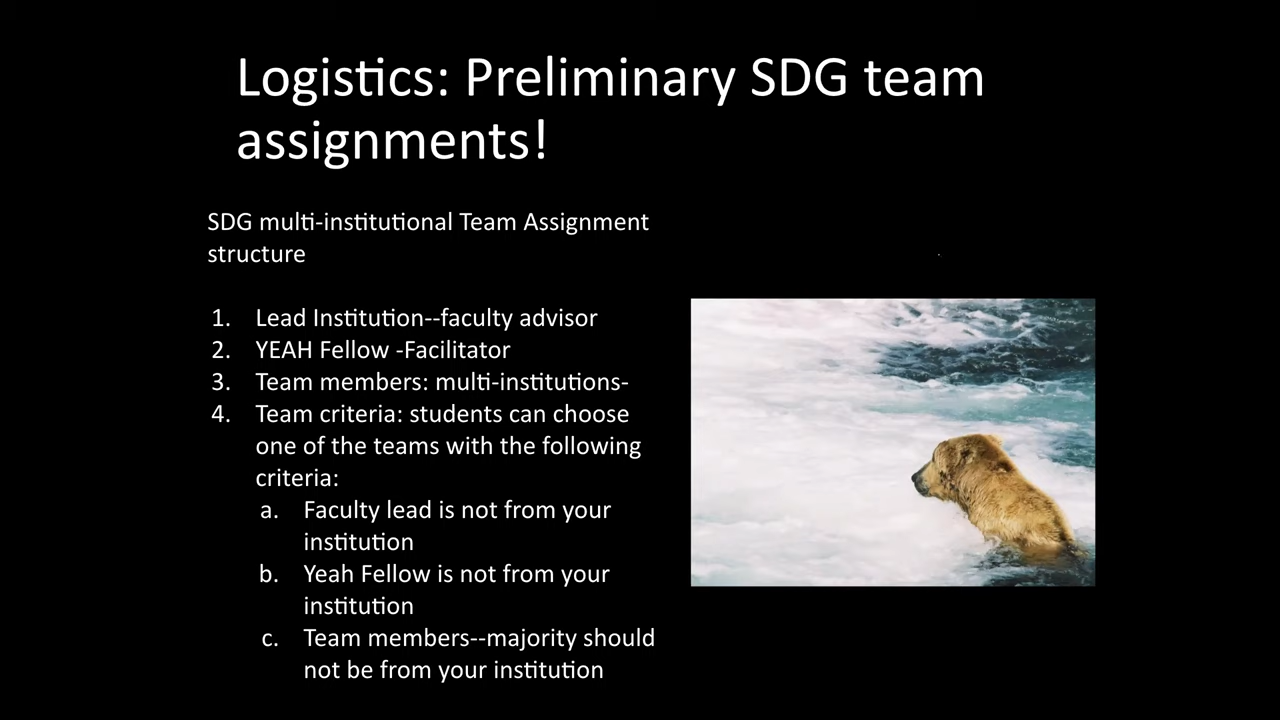 Logistics: Preliminary SDG team
assignments!
SDG multi-institutional Team Assignment
structure
1. Lead Institution--faculty advisor
2. YEAH Fellow -Facilitator
3. Team members: multi-institutions-
4. Team criteria: students can choose
one of the teams with the following
criteria:
a. Faculty lead is not from your
institution
b. Yeah Fellow is not from your
institution
c. Team members--majority should
not be from your institution